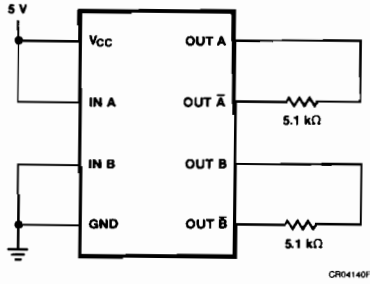 5 V
VCC
OUT A
IN A
OUT A̅
5.1 kΩ
IN B
OUT B
GND
OUT B̅
5.1 kΩ
CR04140F